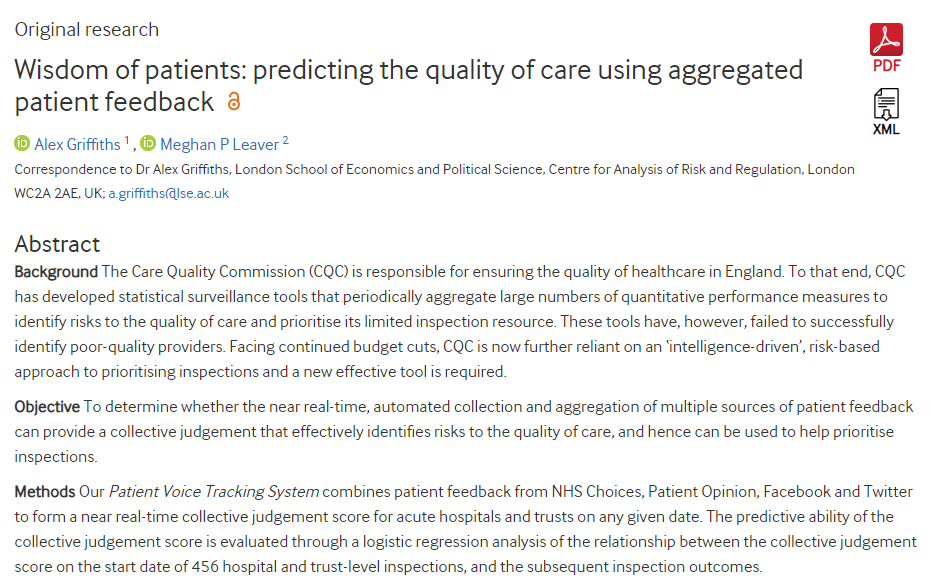 Original research
PDF
Wisdom of patients: predicting the quality of care using aggregated
patient feedback
XML
iD Alex Griffiths 1 , iD Meghan P Leaver 2
Correspondence to Dr Alex Griffiths, London School of Economics and Political Science, Centre for Analysis of Risk and Regulation, London
WC2A 2AE, UK; a.griffiths@lse.ac.uk
Abstract
Background The Care Quality Commission (CQC) is responsible for ensuring the quality of healthcare in England. To that end, CQC
has developed statistical surveillance tools that periodically aggregate large numbers of quantitative performance measures to
identify risks to the quality of care and prioritise its limited inspection resource. These tools have, however, failed to successfully
identify poor-quality providers. Facing continued budget cuts, CQC is now further reliant on an ‘intelligence-driven’, risk-based
approach to prioritising inspections and a new effective tool is required.
Objective To determine whether the near real-time, automated collection and aggregation of multiple sources of patient feedback
can provide a collective judgement that effectively identifies risks to the quality of care, and hence can be used to help prioritise
inspections.
Methods Our Patient Voice Tracking System combines patient feedback from NHS Choices, Patient Opinion, Facebook and Twitter
to form a near real-time collective judgement score for acute hospitals and trusts on any given date. The predictive ability of the
collective judgement score is evaluated through a logistic regression analysis of the relationship between the collective judgement
score on the start date of 456 hospital and trust-level inspections, and the subsequent inspection outcomes.